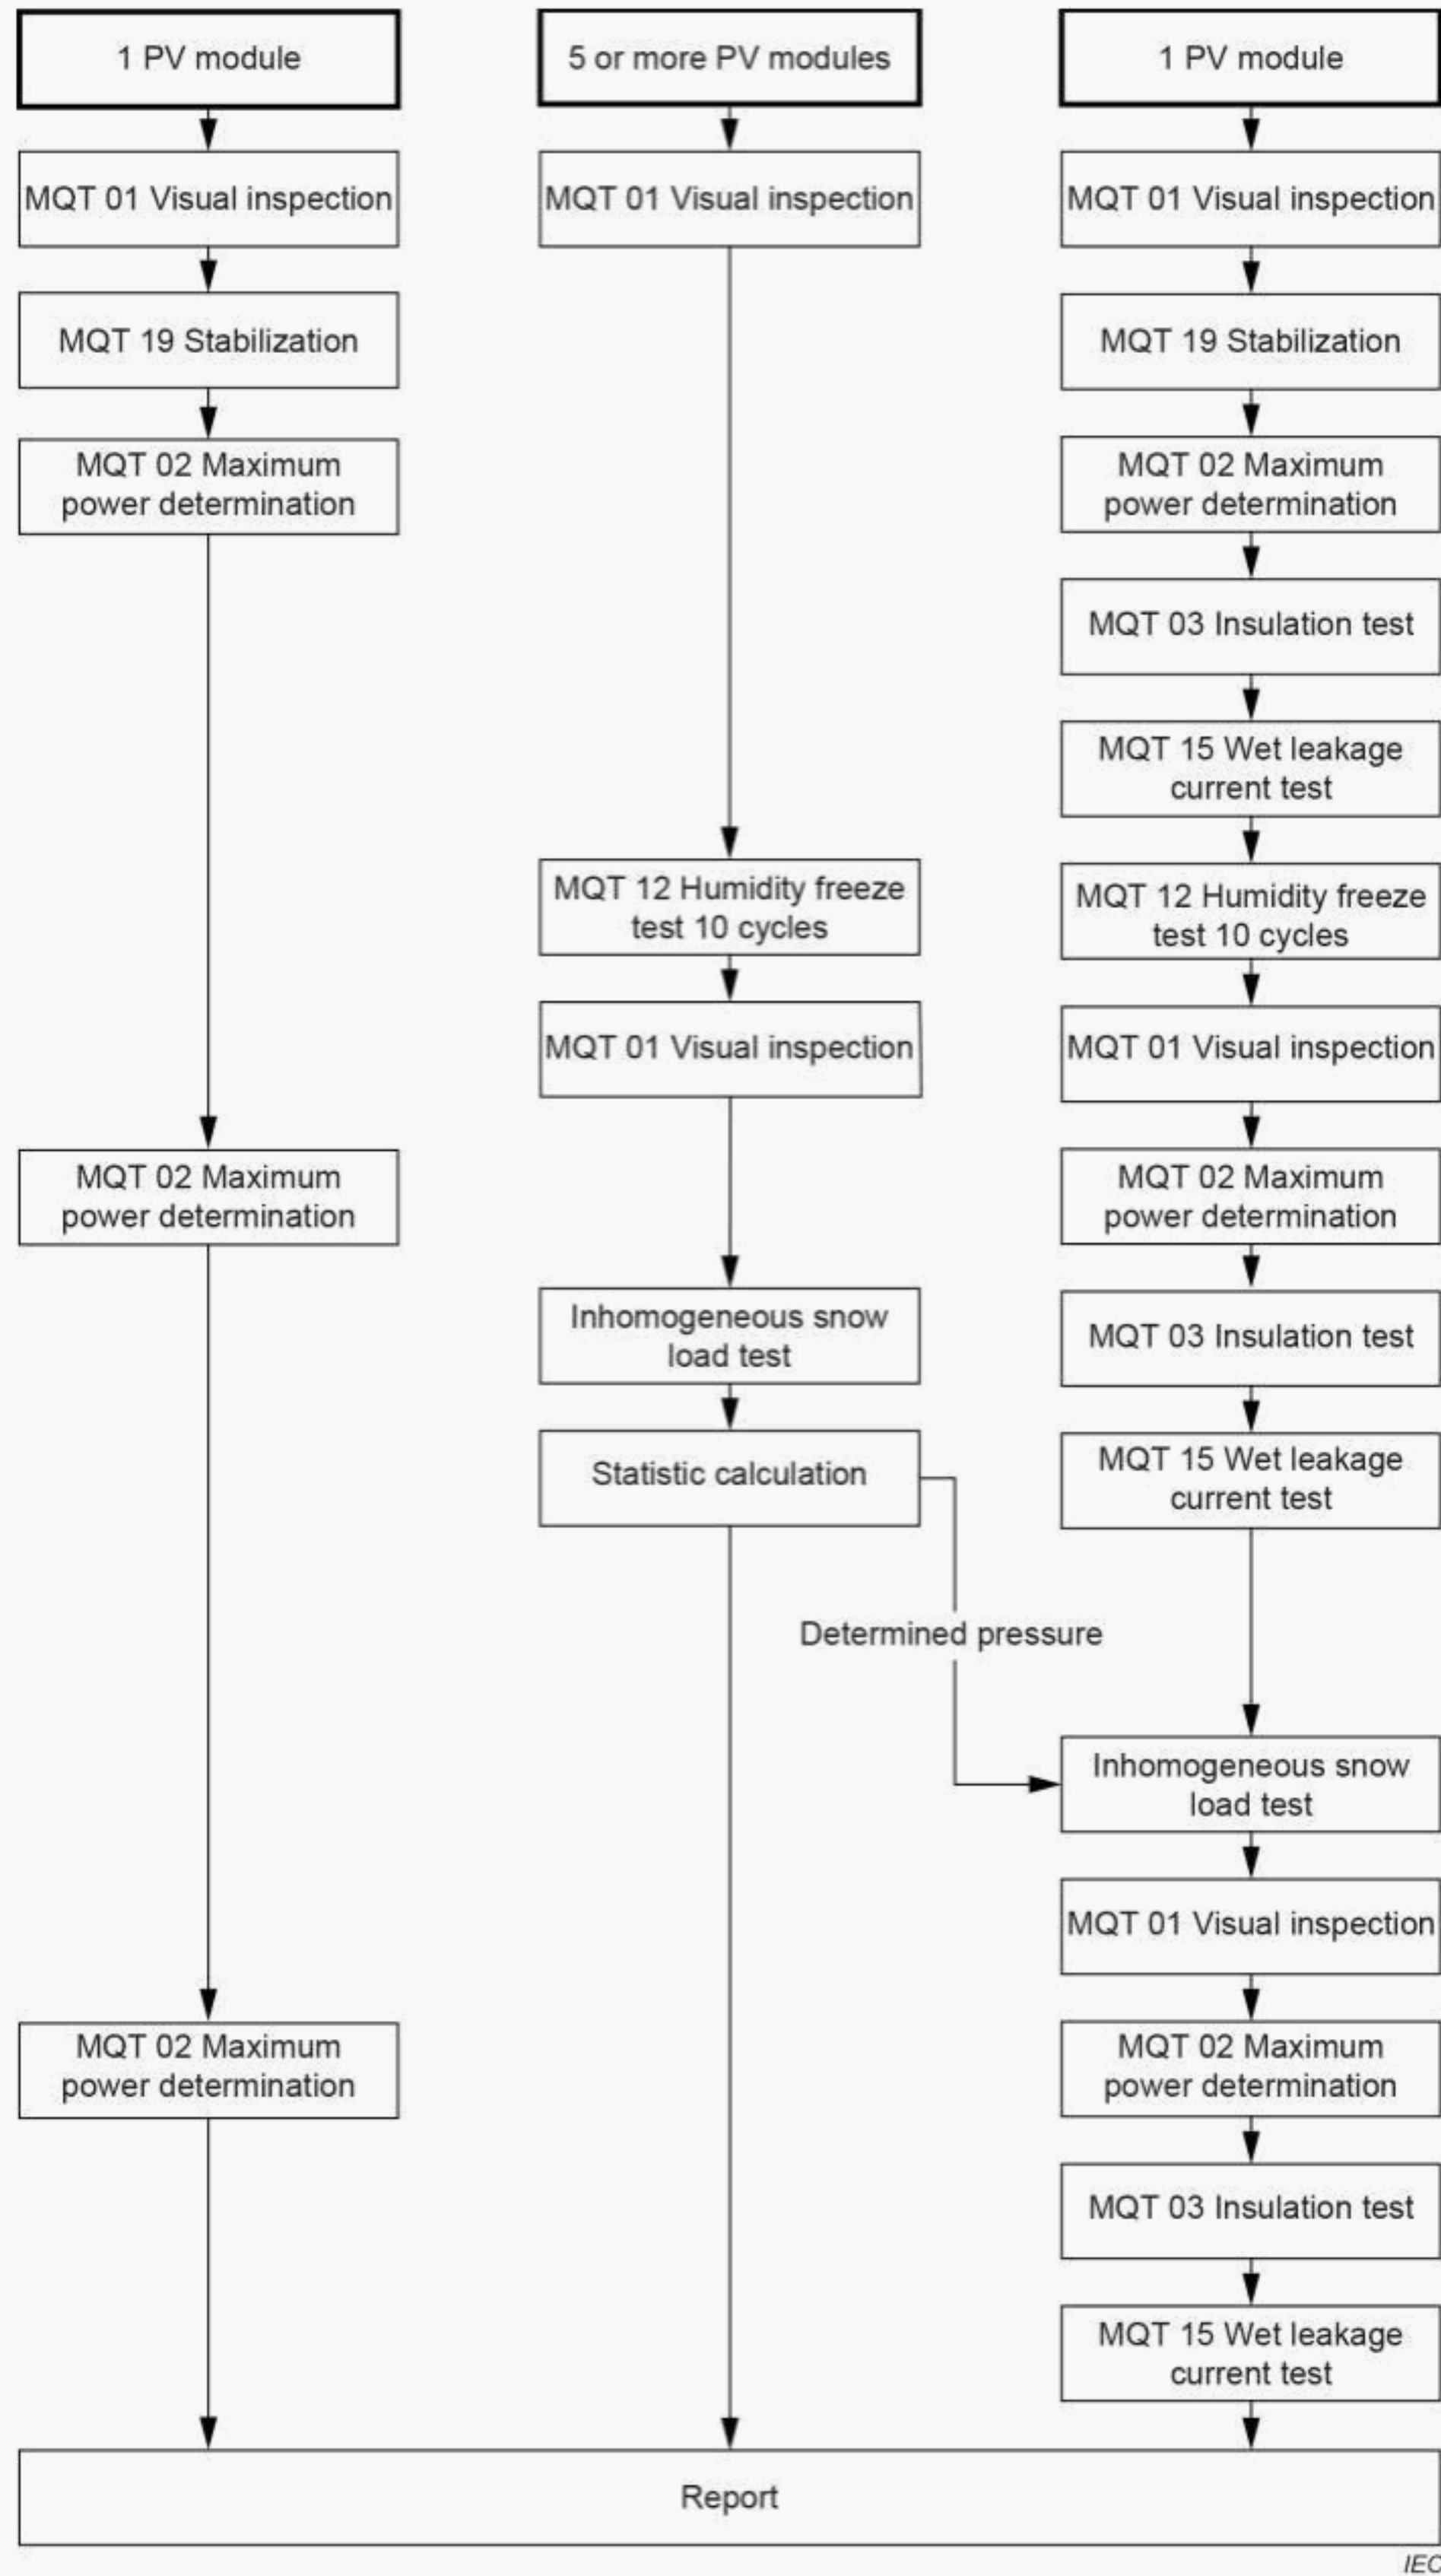 1 PV module
MQT 01 Visual inspection
MQT 19 Stabilization
MQT 02 Maximum
power determination
MQT 02 Maximum
power determination
MQT 02 Maximum
power determination
5 or more PV modules
MQT 01 Visual inspection
MQT 12 Humidity freeze
test 10 cycles
MQT 01 Visual inspection
Inhomogeneous snow
load test
Statistic calculation
Determined pressure
1 PV module
MQT 01 Visual inspection
MQT 19 Stabilization
MQT 02 Maximum
power determination
MQT 03 Insulation test
MQT 15 Wet leakage
current test
MQT 12 Humidity freeze
test 10 cycles
MQT 01 Visual inspection
MQT 02 Maximum
power determination
MQT 03 Insulation test
MQT 15 Wet leakage
current test
Inhomogeneous snow
load test
MQT 01 Visual inspection
MQT 02 Maximum
power determination
MQT 03 Insulation test
MQT 15 Wet leakage
current test
Report
IEC